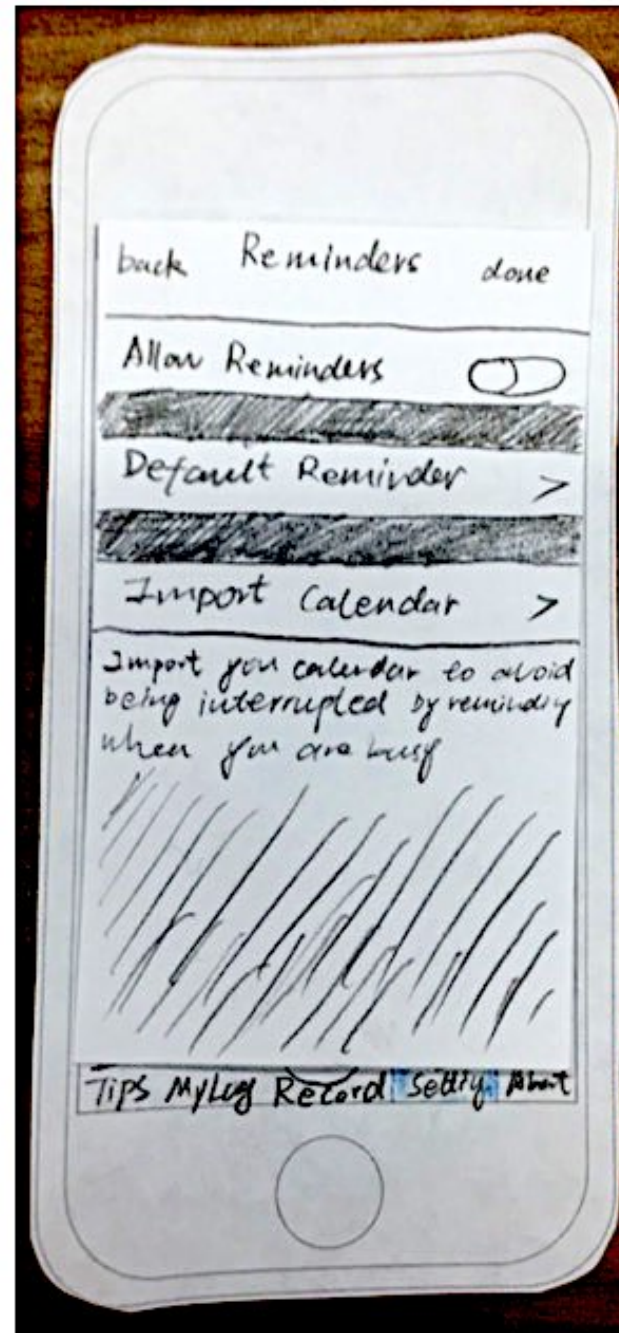 back Reminders done
Allow Reminders
Default Reminder >
Import Calendar >
Import you calendar to avoid
being interrupted by
when you are busy
Tips MyLog Record Setting About